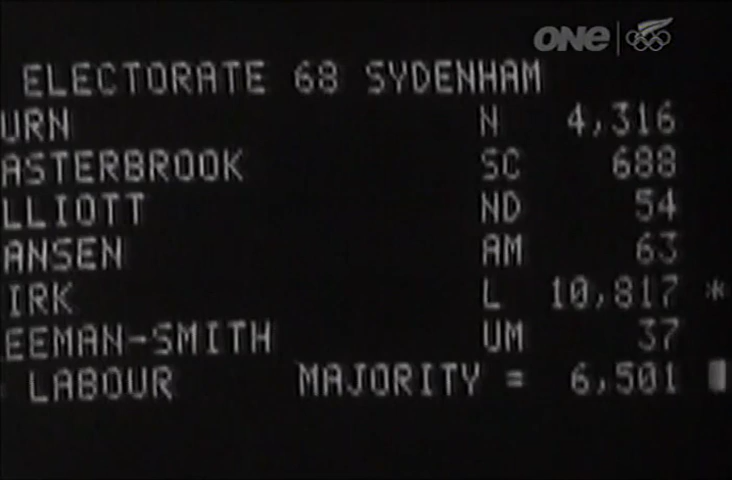 ONE
ELECTORATE 68 SYDENHAM
URN N 4,316
ASTERBROOK SC 688
LLIOTT ND 54
ANSEN AM 63
IRK L 10,817 *
EEMAN-SMITH UM 37
LABOUR MAJORITY = 6,501